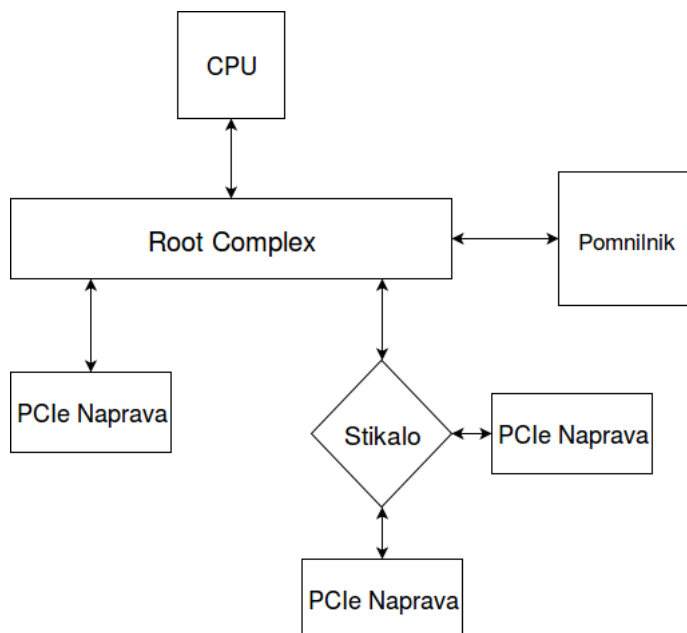 CPU
Root Complex
Pomnilnik
PCIe Naprava
Stikalo
PCIe Naprava
PCIe Naprava